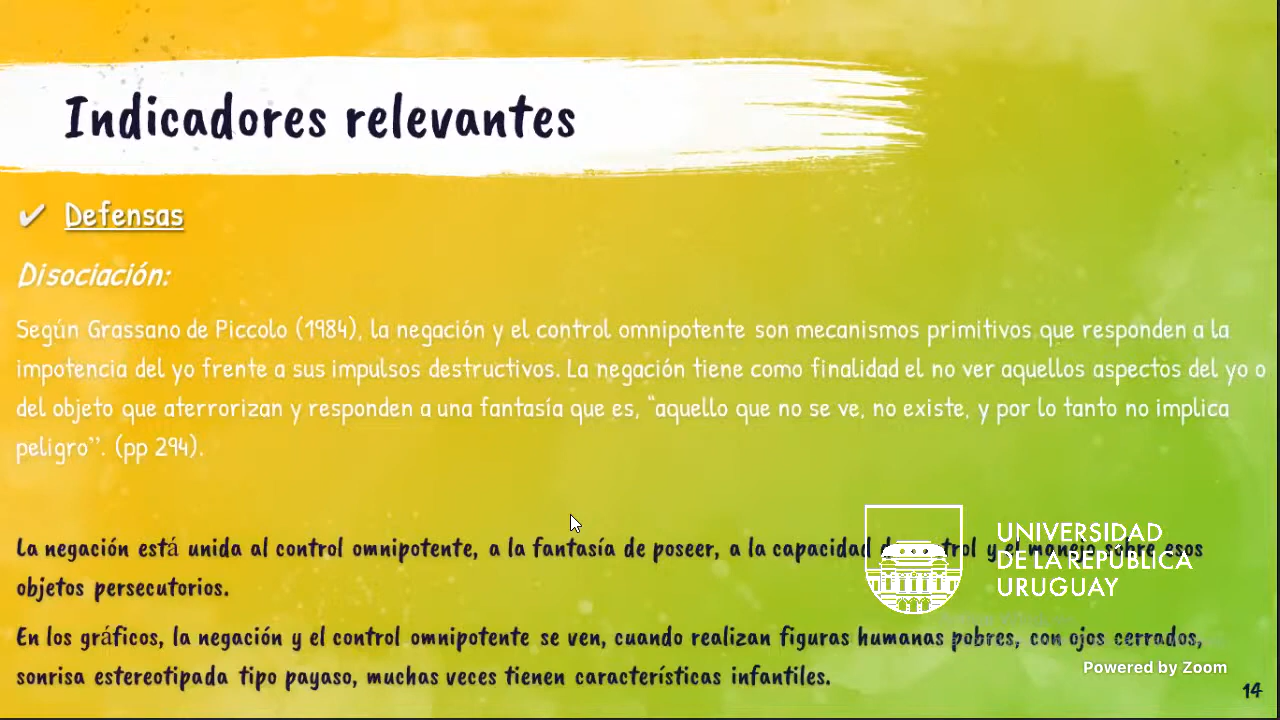 Indicadores relevantes
✔ Defensas
Disociación:
Según Grassano de Piccolo (1984), la negación y el control omnipotente son mecanismos primitivos que responden a la
impotencia del yo frente a sus impulsos destructivos. La negación tiene como finalidad el no ver aquellos aspectos del yo o
del objeto que aterrorizan y responden a una fantasía que es, "aquello que no se ve, no existe, y por lo tanto no implica
peligro”. (pp 294).
La negación está unida al control omnipotente, a la fantasía de poseer, a la capacidad de control y el manejo sobre esos
objetos persecutorios.
En los gráficos, la negación y el control omnipotente se ven, cuando realizan figuras humanas pobres, con ojos cerrados,
sonrisa estereotipada tipo payaso, muchas veces tienen características infantiles.
UNIVERSIDAD
DE LA REPÚBLICA
URUGUAY
Powered by Zoom
14